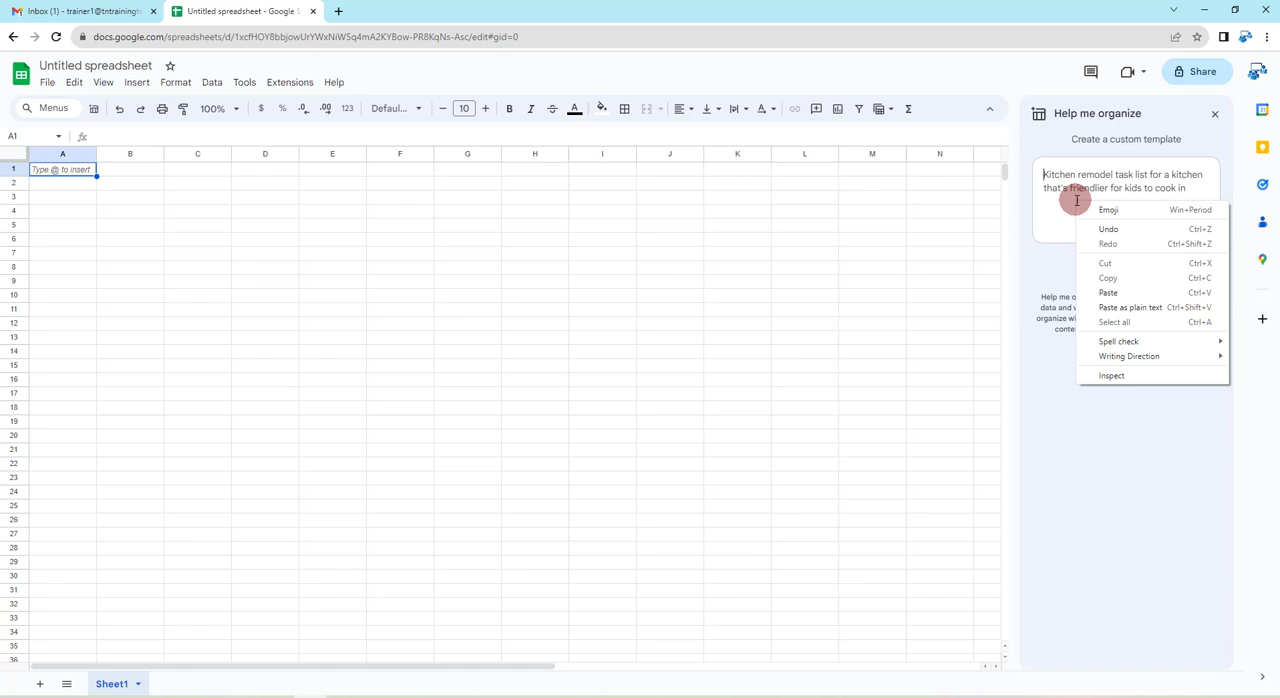 Inbox (1) - trainer1@tntrainingte
Untitled spreadsheet - Google S
docs.google.com/spreadsheets/d/1xcfHOY8bbjowUrYWxNiW5q4mA2KYBow-PR8KqNs-Asc/edit#gid=0
Untitled spreadsheet
File Edit View Insert Format Data Tools Extensions Help
Share
Menus 100% $ % .0 .00 123 Defaul... 10 B I A
A1 fx
Help me organize
Create a custom template
Kitchen remodel task list for a kitchen
that's friendlier for kids to cook in
A B C D E F G H I J K L M N
1 Type @ to insert
2
3
4
5
6
7
8
9
10
11
12
13
14
15
16
17
18
19
20
21
22
23
24
25
26
27
28
29
30
31
32
33
34
35
36
Emoji Win+Period
Undo Ctrl+Z
Redo Ctrl+Shift+Z
Cut Ctrl+X
Copy Ctrl+C
Paste Ctrl+V
Paste as plain text Ctrl+Shift+V
Select all Ctrl+A
Spell check
Writing Direction
Inspect
Help me o
data and
organize wi
conte
Sheet1